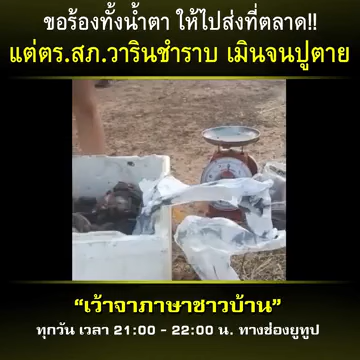 ขอร้องทั้งน้ำตา ให้ไปส่งที่ตลาด!!
แต่ตร.สภ.วารินชำราบ เมินจนปูตาย
“เว้าจาภาษาชาวบ้าน”
ทุกวัน เวลา 21:00 - 22:00 น. ทางช่องยูทูป